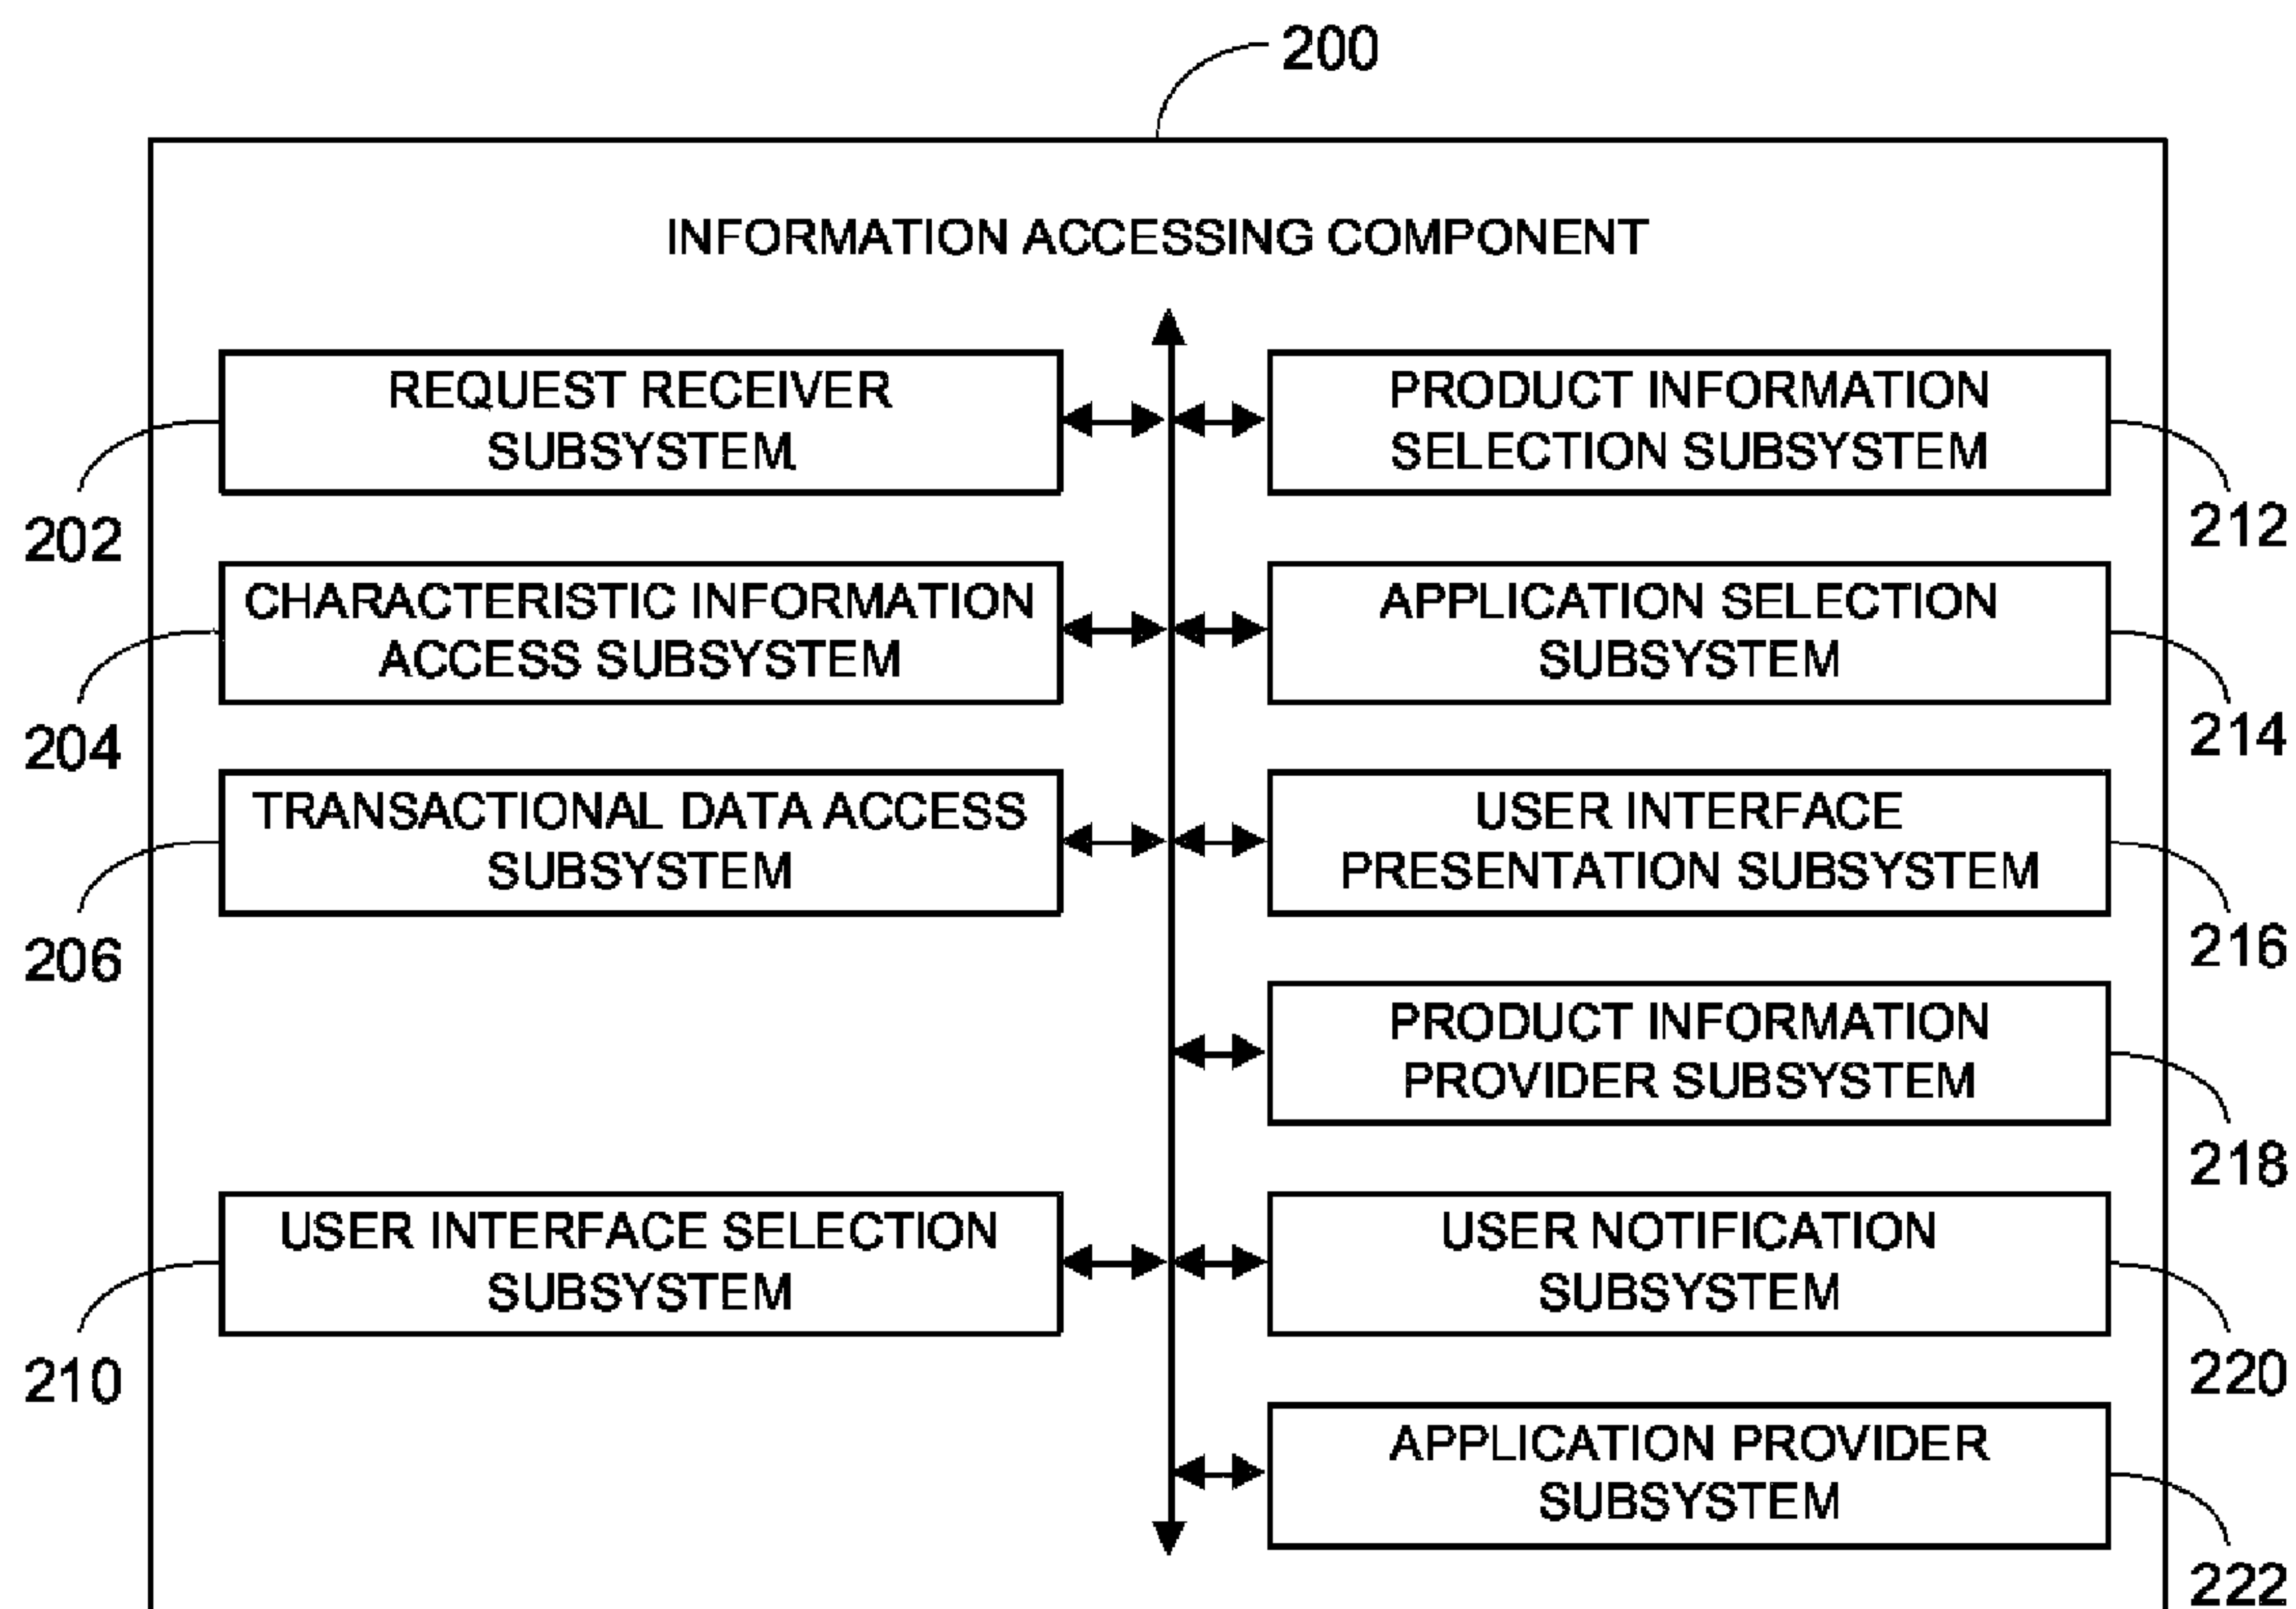 200
INFORMATION ACCESSING COMPONENT
REQUEST RECEIVER
SUBSYSTEM
202
CHARACTERISTIC INFORMATION
ACCESS SUBSYSTEM
204
TRANSACTIONAL DATA ACCESS
SUBSYSTEM
206
USER INTERFACE SELECTION
SUBSYSTEM
210
PRODUCT INFORMATION
SELECTION SUBSYSTEM
212
APPLICATION SELECTION
SUBSYSTEM
214
USER INTERFACE
PRESENTATION SUBSYSTEM
216
PRODUCT INFORMATION
PROVIDER SUBSYSTEM
218
USER NOTIFICATION
SUBSYSTEM
220
APPLICATION PROVIDER
SUBSYSTEM
222